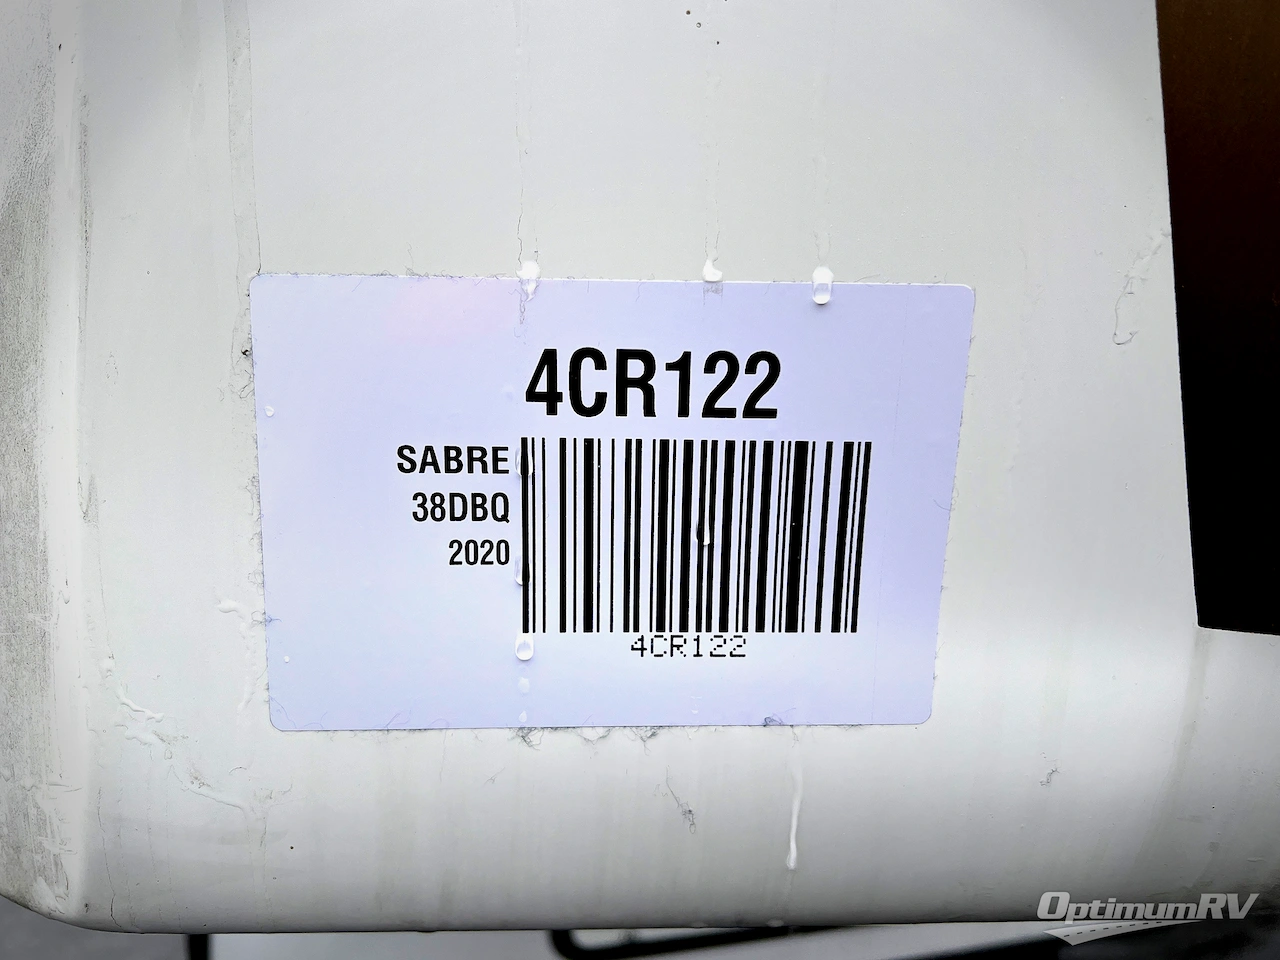 4CR122
SABRE
38DBQ
2020
4CR122
OptimumRV